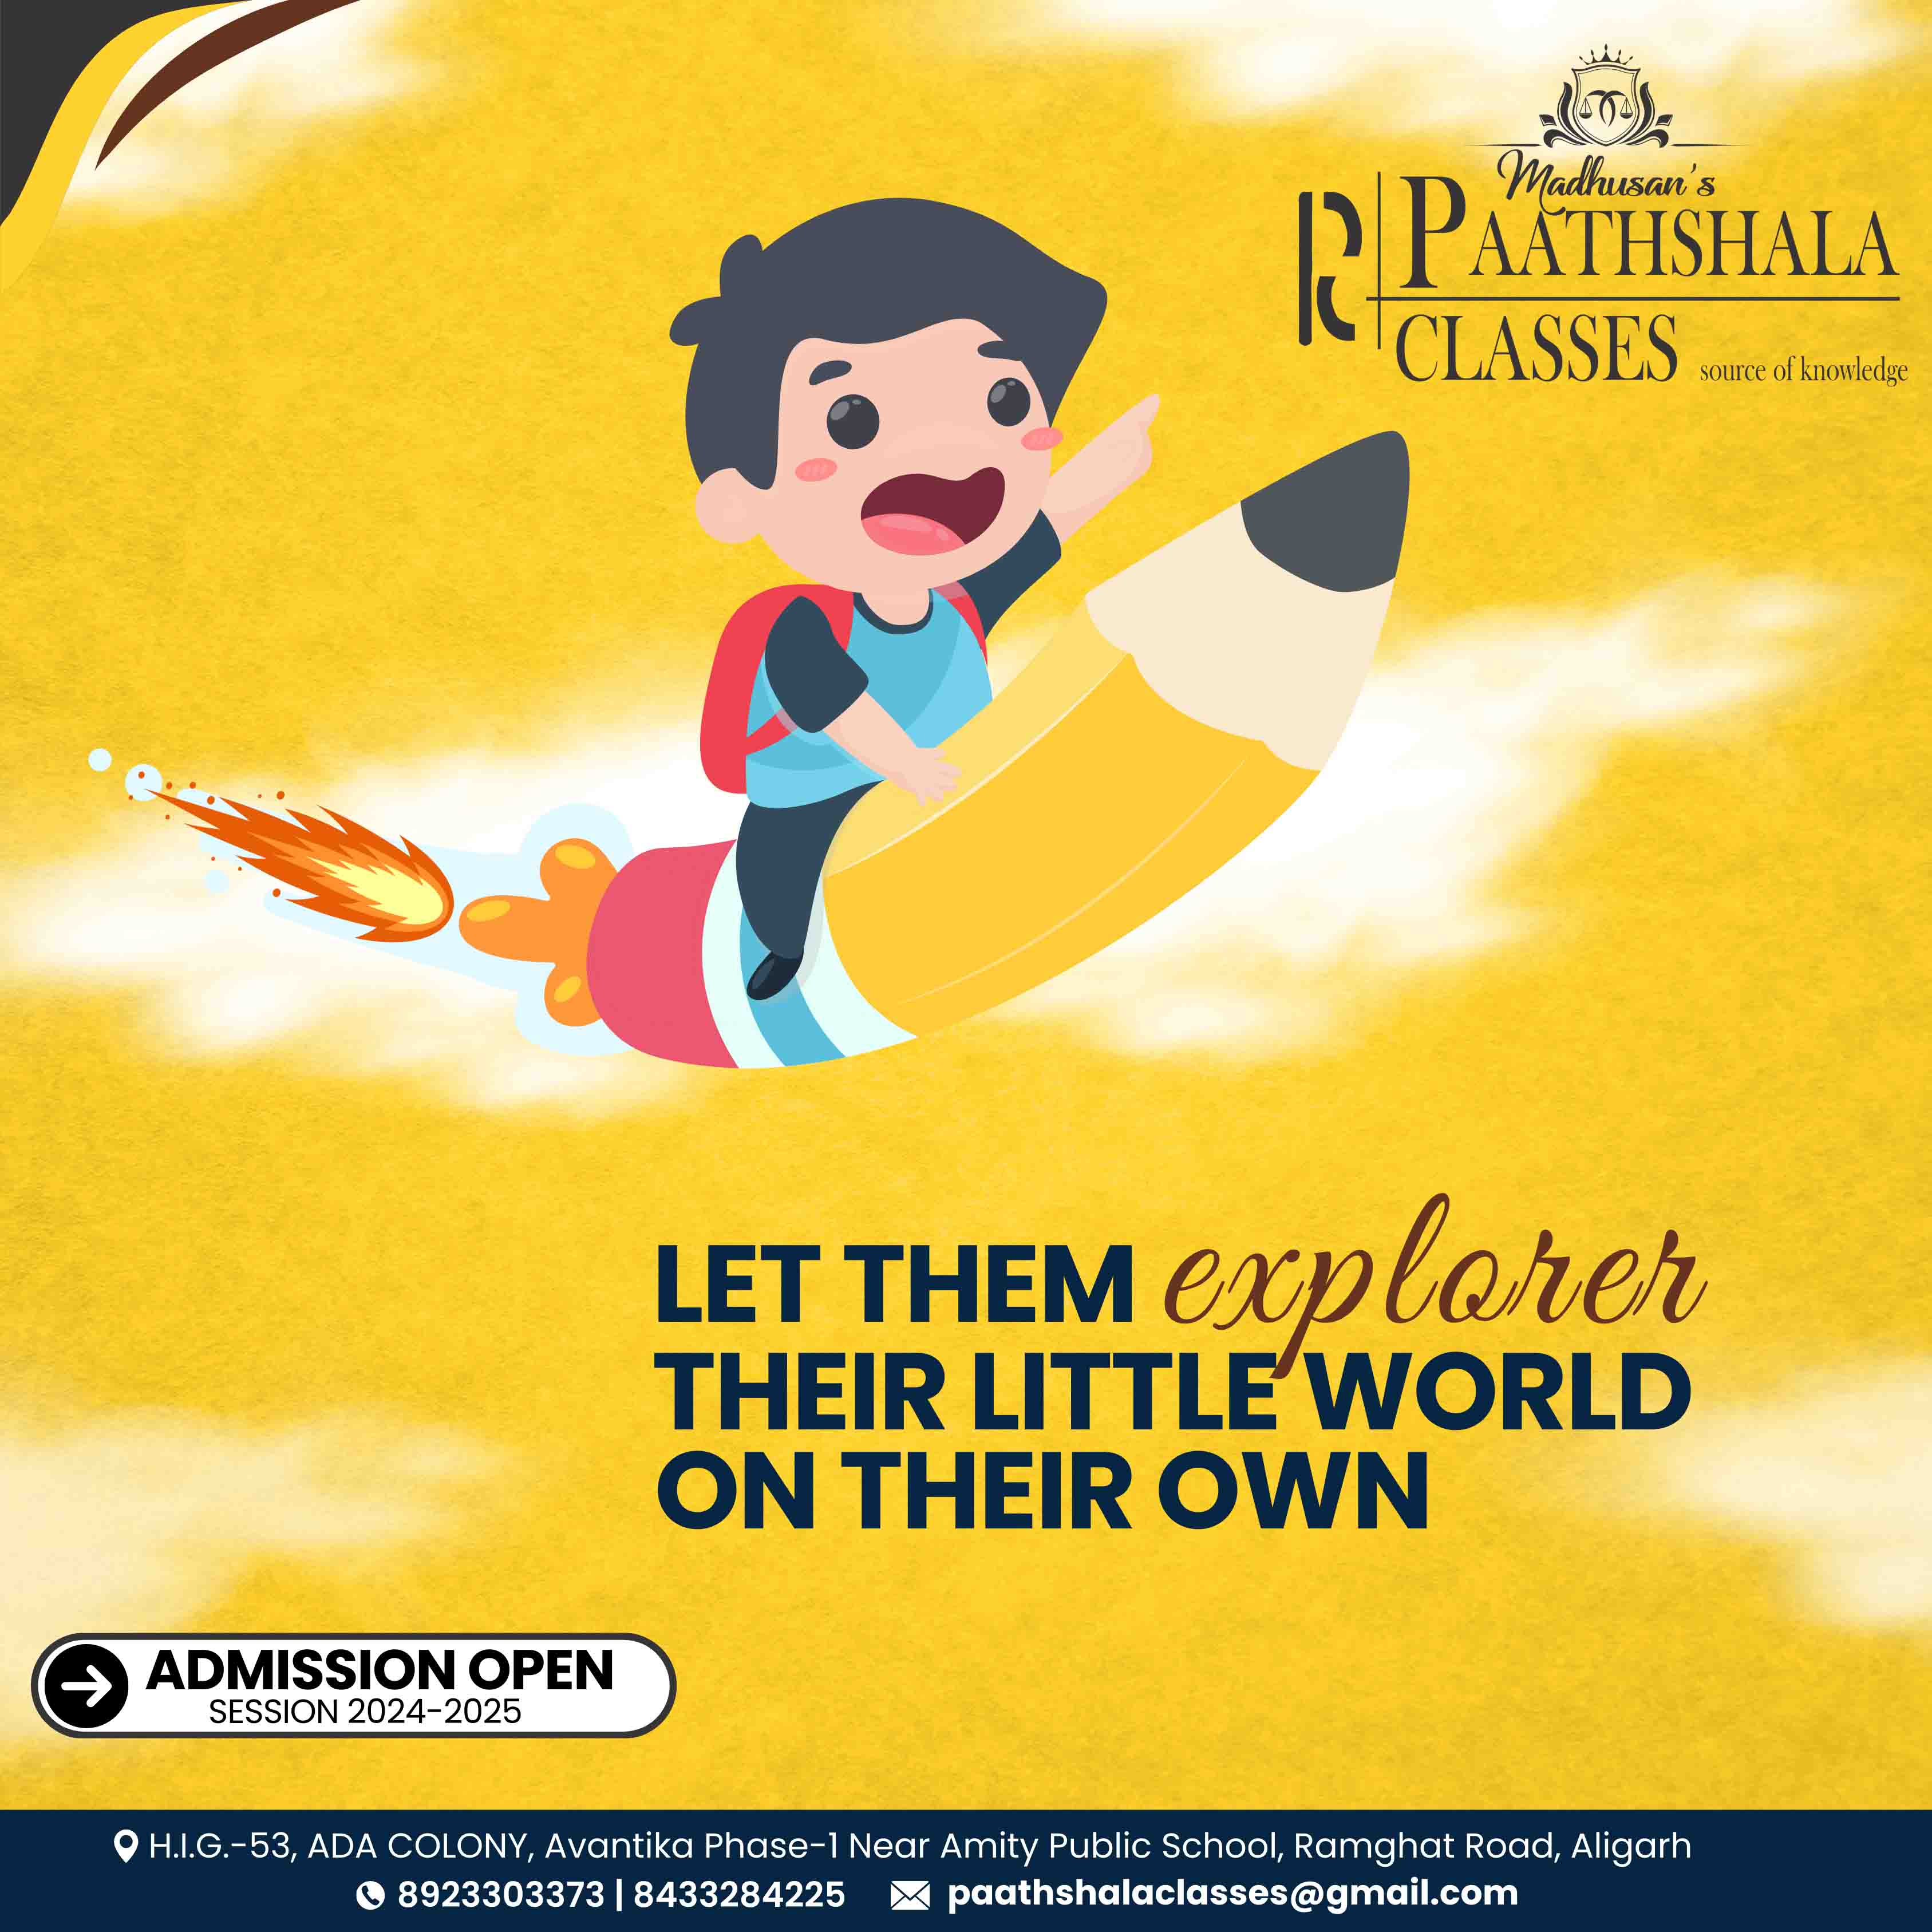 Madhusan's
PC
PAATHSHALA
CLASSES source of knowledge
LET THEM explorer
THEIR LITTLE WORLD
ON THEIR OWN
ADMISSION OPEN
SESSION 2024-2025
H.I.G.-53, ADA COLONY, Avantika Phase-1 Near Amity Public School, Ramghat Road, Aligarh
8923303373 | 8433284225 paathshalaclasses@gmail.com